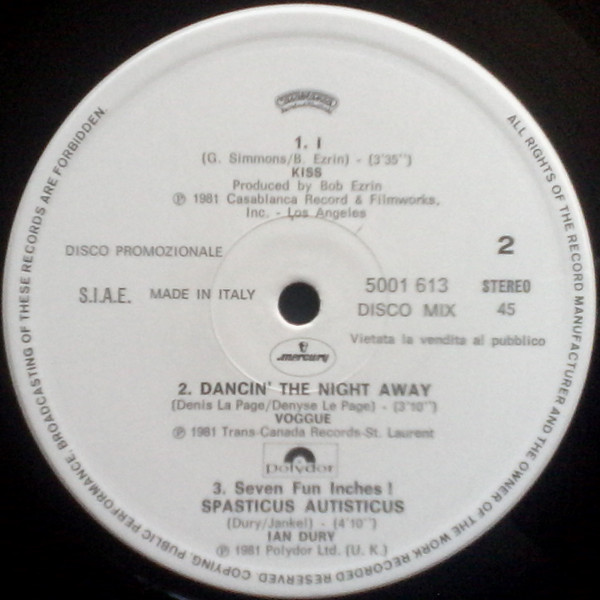 Casablanca
1. I
(G. Simmons/B. Ezrin) - (3'35'')
KISS
Produced by Bob Ezrin
℗ 1981 Casablanca Record & Filmworks,
Inc. - Los Angeles
DISCO PROMOZIONALE
2
S.I.A.E. MADE IN ITALY
5001 613 STEREO
DISCO MIX 45
Vietata la vendita al pubblico
mercury
2. DANCIN' THE NIGHT AWAY
(Denis La Page/Denyse Le Page) - (3'10'')
VOGGUE
℗ 1981 Trans-Canada Records-St. Laurent
polydor
3. Seven Fun Inches!
SPASTICUS AUTISTICUS
(Dury/Jankel) - (4'10'')
IAN DURY
℗ 1981 Polydor Ltd. (U.K.)
ALL RIGHTS OF THE RECORD MANUFACTURER AND THE OWNER OF THE WORK RECORDED RESERVED. COPYING, PUBLIC PERFORMANCE, BROADCASTING OF THESE RECORDS ARE FORBIDDEN.